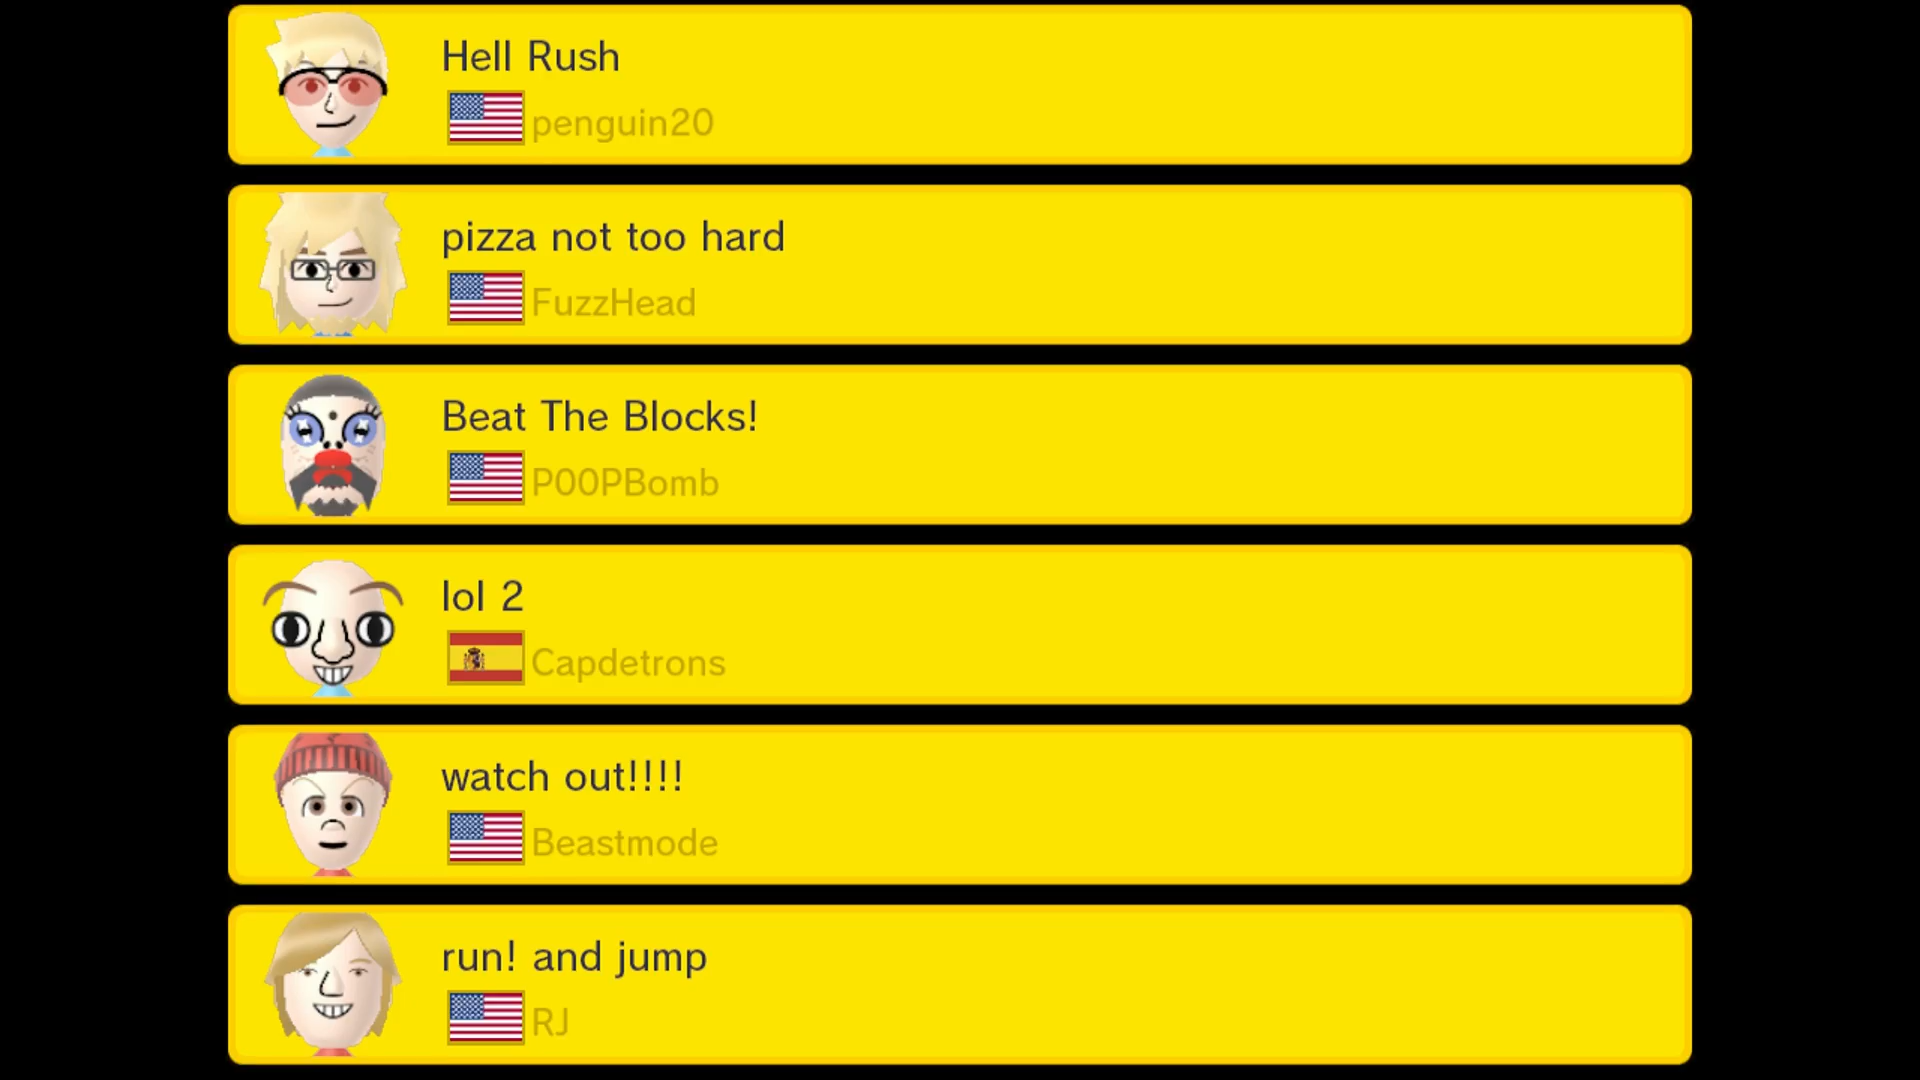 Hell Rush
penguin20
pizza not too hard
FuzzHead
Beat The Blocks!
P00PBomb
lol 2
Capdetrons
watch out!!!!
Beastmode
run! and jump
RJ